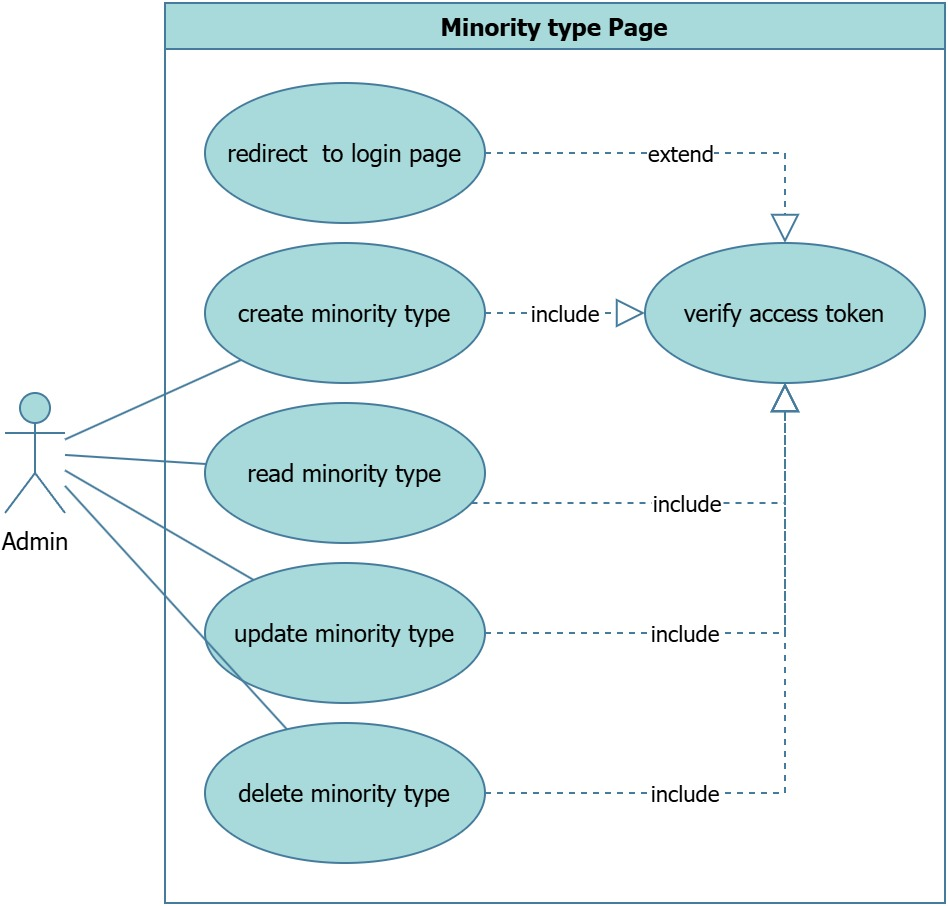 Minority type Page
redirect  to login page
extend
create minority type
include
verify access token
read minority type
include
Admin
update minority type
include
delete minority type
include